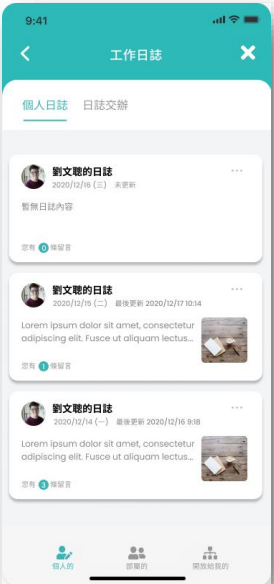 9:41
工作日誌
個人日誌 日誌交辦
劉文聰的日誌
2020/12/16 (三) 未更新
暫無日誌內容
您有 0 條留言
劉文聰的日誌
2020/12/15 (二) 最後更新 2020/12/17 10:14
Lorem ipsum dolor sit amet, consectetur
adipiscing elit. Fusce ut aliquam lectus...
您有 1 條留言
劉文聰的日誌
2020/12/14 (一) 最後更新 2020/12/16 9:18
Lorem ipsum dolor sit amet, consectetur
adipiscing elit. Fusce ut aliquam lectus...
您有 3 條留言
個人的 部屬的 開放給我的